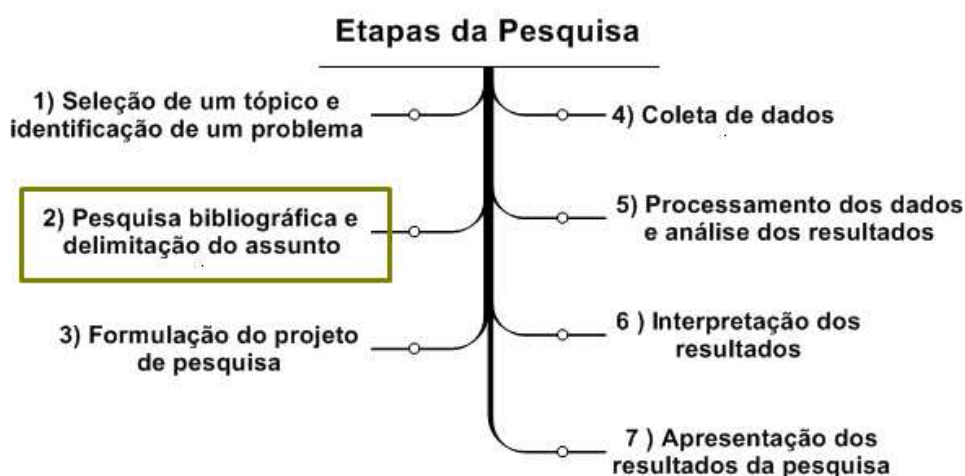 Etapas da Pesquisa
1) Seleção de um tópico e
identificação de um problema
2) Pesquisa bibliográfica e
delimitação do assunto
3) Formulação do projeto
de pesquisa
4) Coleta de dados
5) Processamento dos dados
e análise dos resultados
6 ) Interpretação dos
resultados
7 ) Apresentação dos
resultados da pesquisa